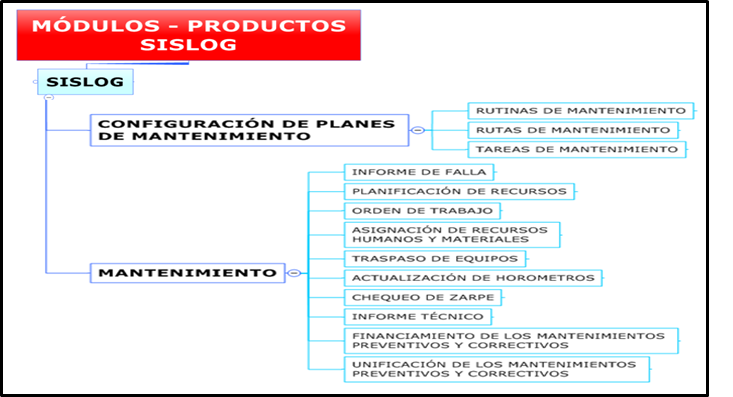 MÓDULOS - PRODUCTOS
SISLOG
SISLOG
CONFIGURACIÓN DE PLANES
DE MANTENIMIENTO
RUTINAS DE MANTENIMIENTO
RUTAS DE MANTENIMIENTO
TAREAS DE MANTENIMIENTO
MANTENIMIENTO
INFORME DE FALLA
PLANIFICACIÓN DE RECURSOS
ORDEN DE TRABAJO
ASIGNACIÓN DE RECURSOS
HUMANOS Y MATERIALES
TRASPASO DE EQUIPOS
ACTUALIZACIÓN DE HOROMETROS
CHEQUEO DE ZARPE
INFORME TÉCNICO
FINANCIAMIENTO DE LOS MANTENIMIENTOS
PREVENTIVOS Y CORRECTIVOS
UNIFICACIÓN DE LOS MANTENIMIENTOS
PREVENTIVOS Y CORRECTIVOS